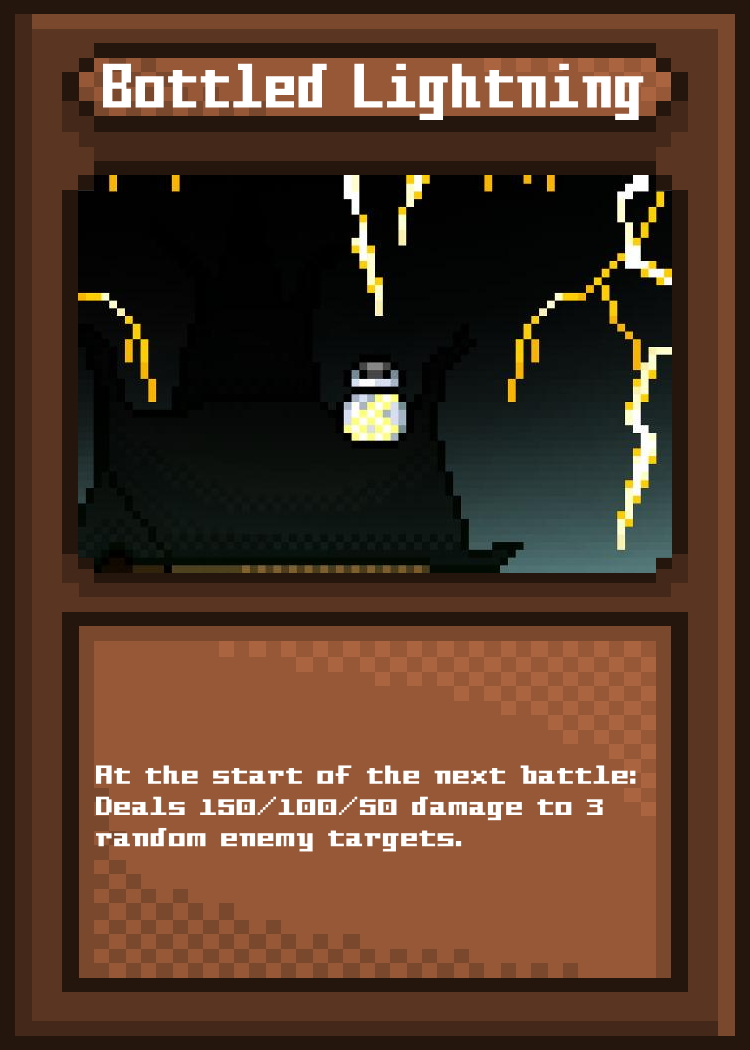 Bottled Lightning
At the start of the next battle:
Deals 150/100/50 damage to 3
random enemy targets.